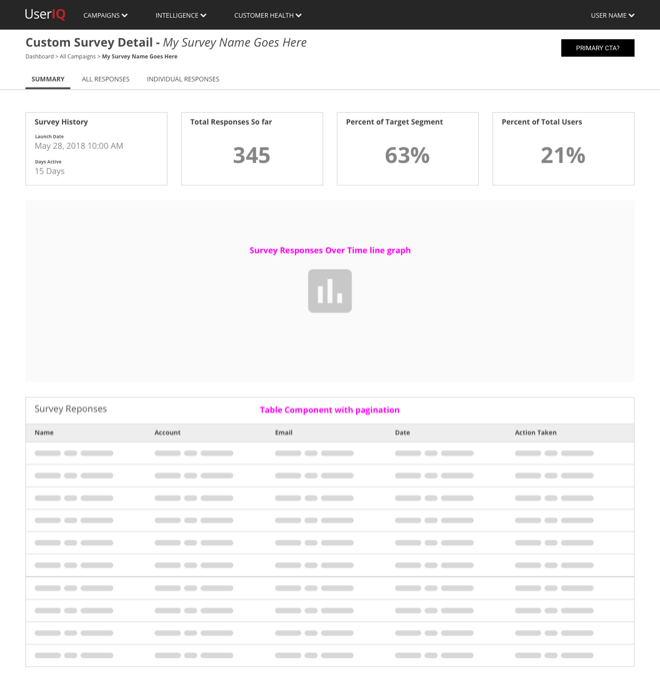 UserIQ CAMPAIGNS INTELLIGENCE CUSTOMER HEALTH USER NAME
Custom Survey Detail - My Survey Name Goes Here
PRIMARY CTA?
Dashboard > All Campaigns > My Survey Name Goes Here
SUMMARY ALL RESPONSES INDIVIDUAL RESPONSES
Survey History
Launch Date
May 28, 2018 10:00 AM
Days Active
15 Days
Total Responses So far
345
Percent of Target Segment
63%
Percent of Total Users
21%
Survey Responses Over Time line graph
Survey Reponses
Table Component with pagination
Name Account Email Date Action Taken